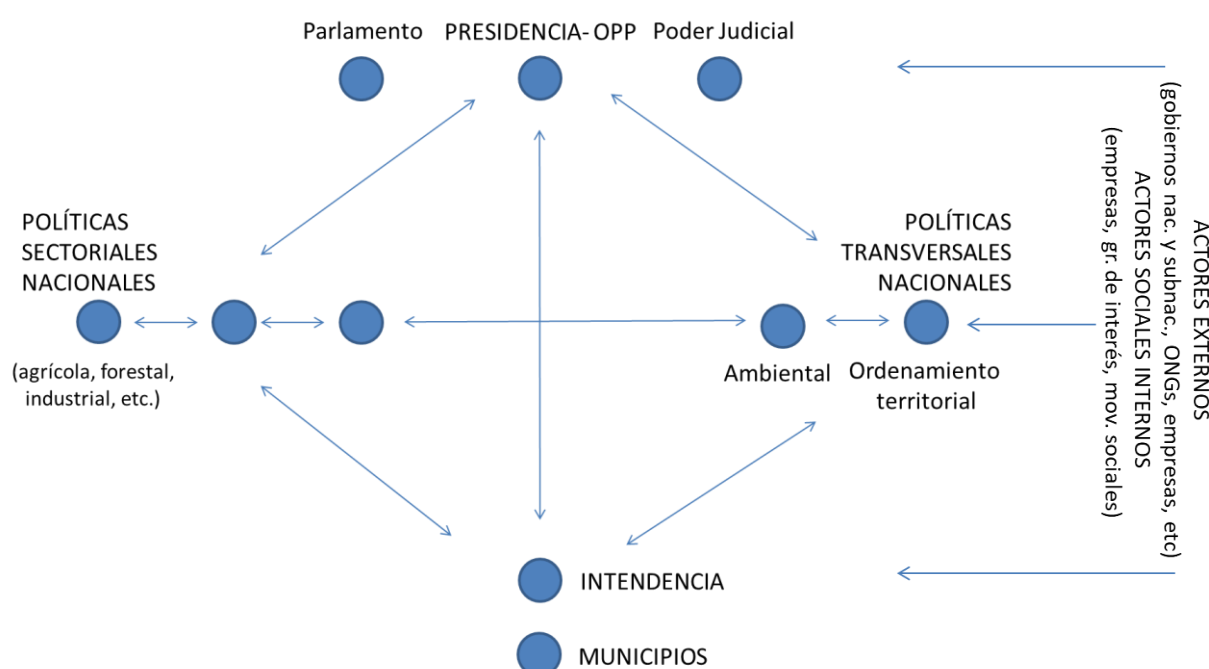 Parlamento
PRESIDENCIA- OPP
Poder Judicial
POLÍTICAS
SECTORIALES
NACIONALES
(agrícola, forestal,
industrial, etc.)
POLÍTICAS
TRANSVERSALES
NACIONALES
Ambiental
Ordenamiento
territorial
INTENDENCIA
MUNICIPIOS
ACTORES EXTERNOS
(gobiernos nac. y subnac., ONGs, empresas, etc)
ACTORES SOCIALES INTERNOS
(empresas, gr. de interés, mov. sociales)